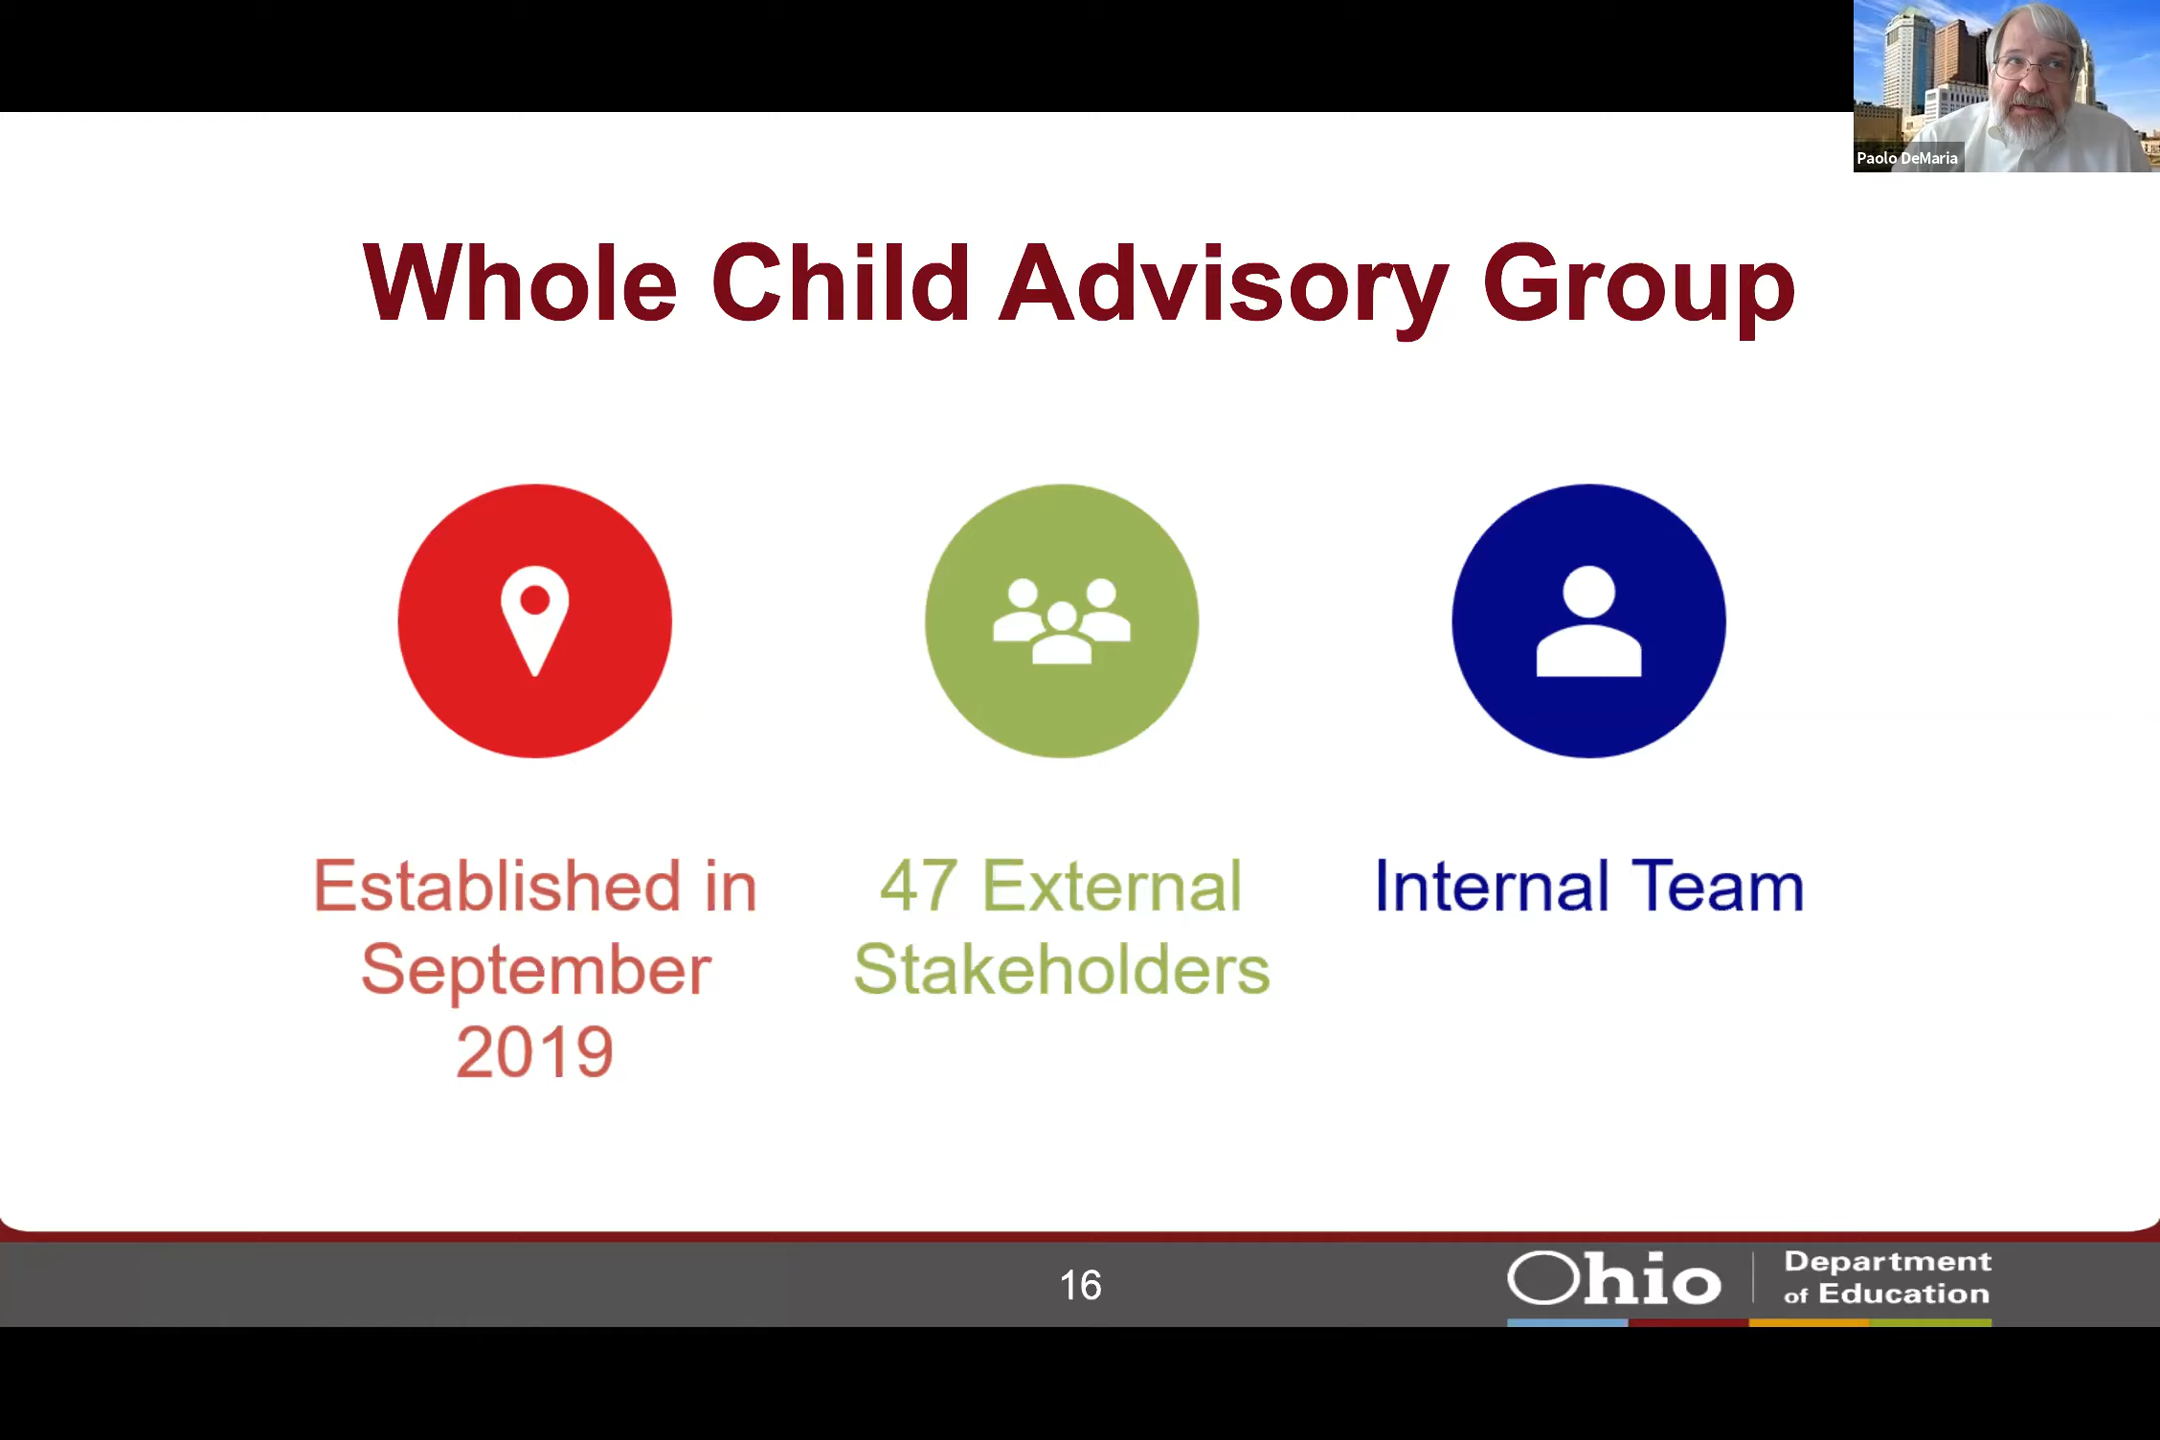 Paolo DeMaria
Whole Child Advisory Group
Established in
September
2019
47 External
Stakeholders
Internal Team
16
Ohio
Department
of Education